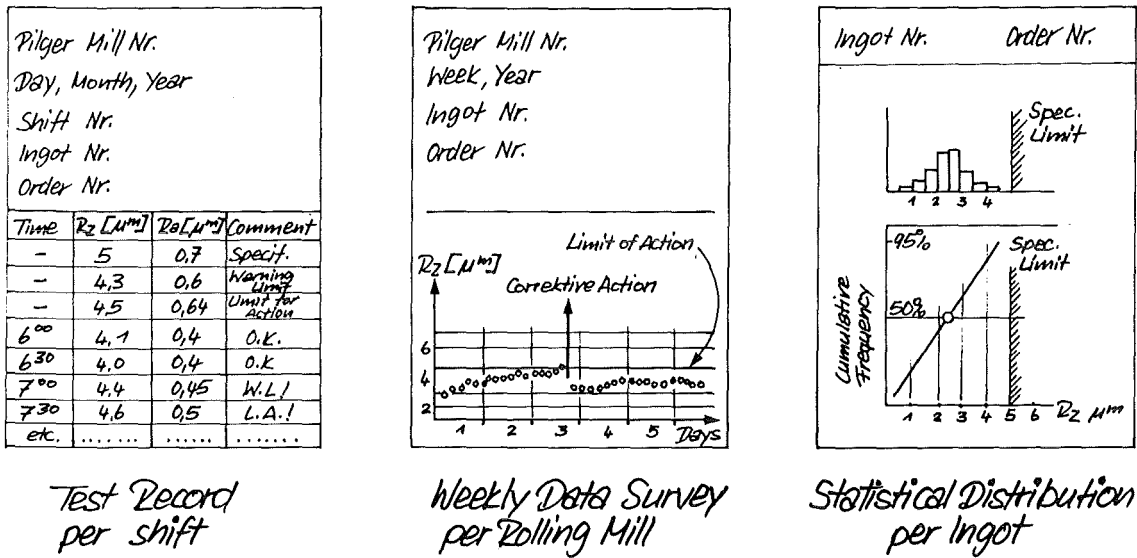 Pilger Mill Nr.
Day, Month, Year
Shift Nr.
Ingot Nr.
Order Nr.
Time Rz [µm] Ra [µm] Comment
– 5 0,7 Specif.
– 4,3 0,6 Warning Limit
– 4,5 0,64 Limit for Action
6⁰⁰ 4,1 0,4 O.K.
6³⁰ 4,0 0,4 O.K
7⁰⁰ 4.4 0,45 W.L!
7³⁰ 4,6 0,5 L.A.!
etc. ....... ...... .......
Test Record
per shift
Pilger Mill Nr.
Week, Year
Ingot Nr.
Order Nr.
Limit of Action
Rz [µm]
Correktive Action
6
4
2
1 2 3 4 5 Days
Weekly Data Survey
per Rolling Mill
Ingot Nr. Order Nr.
Spec.
Limit
1 2 3 4
95%
Spec.
Limit
50%
Cumulative
Frequency
1 2 3 4 5 6 Rz µm
Statistical Distribution
per Ingot